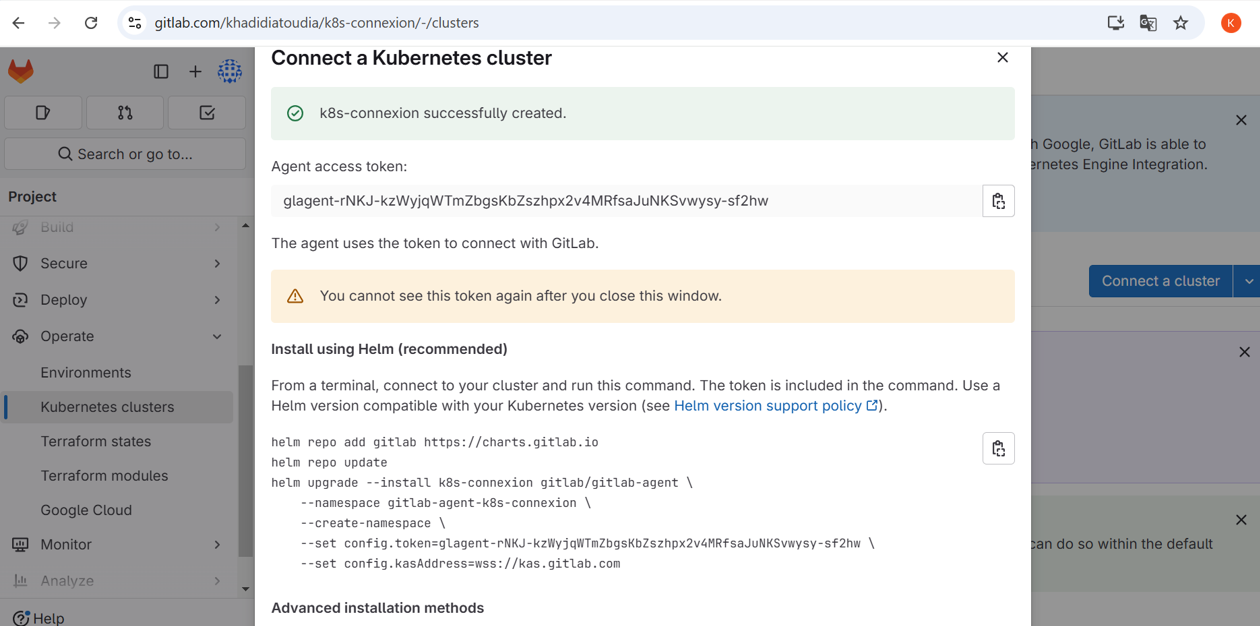 gitlab.com/khadidiatoudia/k8s-connexion/-/clusters
K
Search or go to...
Project
Build
Secure
Deploy
Operate
Environments
Kubernetes clusters
Terraform states
Terraform modules
Google Cloud
Monitor
Analyze
Help
Connect a Kubernetes cluster
k8s-connexion successfully created.
Agent access token:
glagent-rNKJ-kzWyjqWTmZbgsKbZszhpx2v4MRfsaJuNKSvwysy-sf2hw
The agent uses the token to connect with GitLab.
You cannot see this token again after you close this window.
Install using Helm (recommended)
From a terminal, connect to your cluster and run this command. The token is included in the command. Use a
Helm version compatible with your Kubernetes version (see Helm version support policy).
helm repo add gitlab https://charts.gitlab.io
helm repo update
helm upgrade --install k8s-connexion gitlab/gitlab-agent \
    --namespace gitlab-agent-k8s-connexion \
    --create-namespace \
    --set config.token=glagent-rNKJ-kzWyjqWTmZbgsKbZszhpx2v4MRfsaJuNKSvwysy-sf2hw \
    --set config.kasAddress=wss://kas.gitlab.com
Advanced installation methods
h Google, GitLab is able to
ernetes Engine Integration.
Connect a cluster
can do so within the default